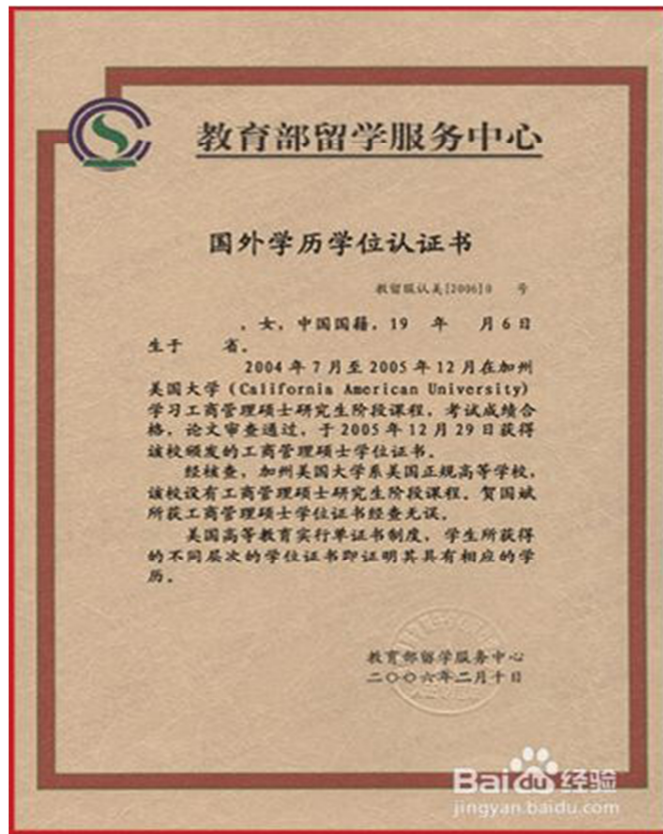 教育部留学服务中心
国外学历学位认证书
教留服认美[2006]0 号
,女,中国国籍,19 年 月6日
生于 省。
2004年7月至2005年12月在加州
美国大学(California American University)
学习工商管理硕士研究生阶段课程,考试成绩合
格,论文审查通过,于2005年12月29日获得
该校颁发的工商管理硕士学位证书。
经核查,加州美国大学系美国正规高等学校,
该校设有工商管理硕士研究生阶段课程。贺国斌
所获工商管理硕士学位证书经查无误。
美国高等教育实行单证书制度,学生所获得
的不同层次的学位证书即证明其具有相应的学
历。
教育部留学服务中心
二〇〇六年二月十日
Baidu 经验
jingyan.baidu.com